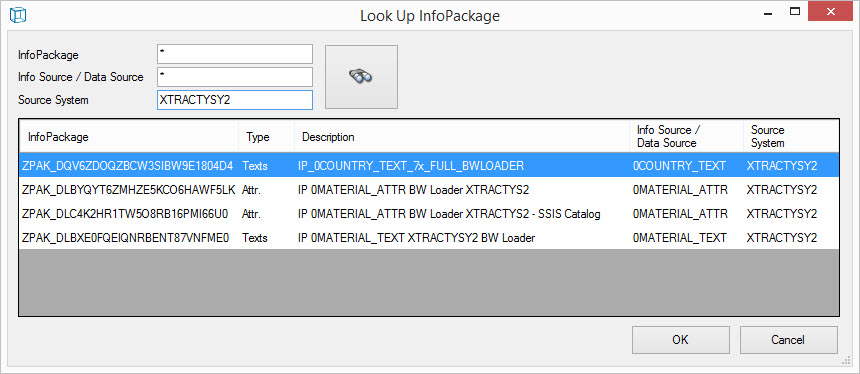 Look Up InfoPackage
InfoPackage *
Info Source / Data Source *
Source System XTRACTYSY2
InfoPackage Type Description Info Source / Data Source Source System
ZPAK_DQV6ZDOQZBCW3SIBW9E1804D4 Texts IP_0COUNTRY_TEXT_7x_FULL_BWLOADER 0COUNTRY_TEXT XTRACTYSY2
ZPAK_DLBYQYT6ZMHZE5KCO6HAWF5LK Attr. IP 0MATERIAL_ATTR BW Loader XTRACTYS2 0MATERIAL_ATTR XTRACTYSY2
ZPAK_DLC4K2HR1TW5O8RB16PMI66U0 Attr. IP 0MATERIAL_ATTR BW Loader XTRACTYS2 - SSIS Catalog 0MATERIAL_ATTR XTRACTYSY2
ZPAK_DLBXE0FQEIQNRBENT87VNFME0 Texts IP 0MATERIAL_TEXT XTRACTYSY2 BW Loader 0MATERIAL_TEXT XTRACTYSY2
OK Cancel